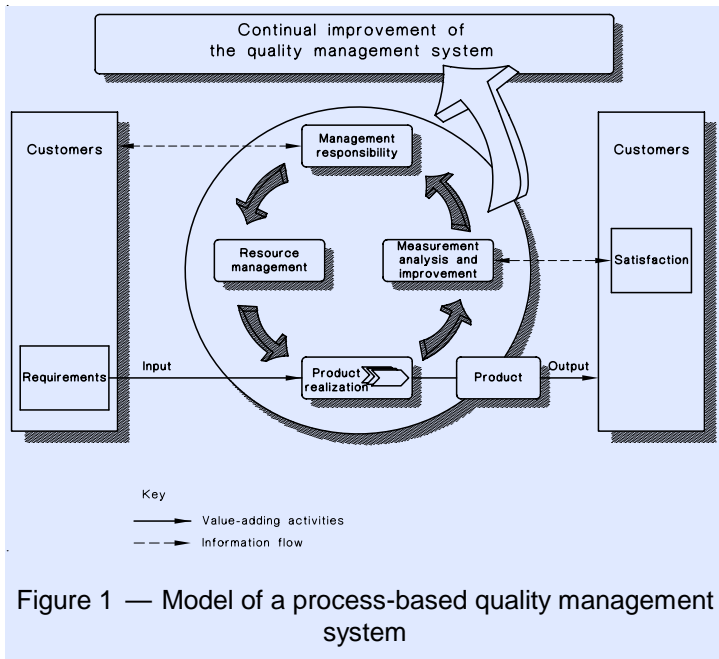 Continual improvement of
the quality management system
Customers
Management
responsibility
Customers
Resource
management
Measurement
analysis and
improvement
Satisfaction
Requirements
Input
Product
realization
Product
Output
Key
Value-adding activities
Information flow
Figure 1 — Model of a process-based quality management
system